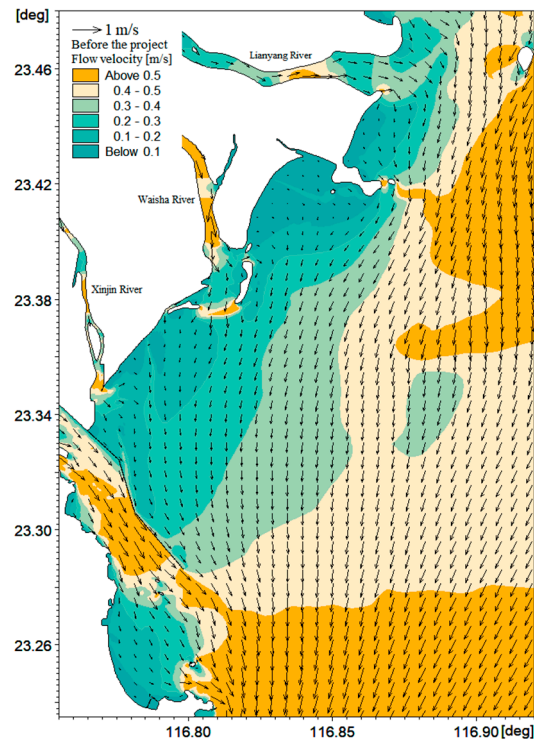 [deg]
1 m/s
Before the project
Flow velocity [m/s]
Above 0.5
0.4 - 0.5
0.3 - 0.4
0.2 - 0.3
0.1 - 0.2
Below 0.1
Lianyang River
Waisha River
Xinjin River
23.46
23.42
23.38
23.34
23.30
23.26
116.80
116.85
116.90
[deg]